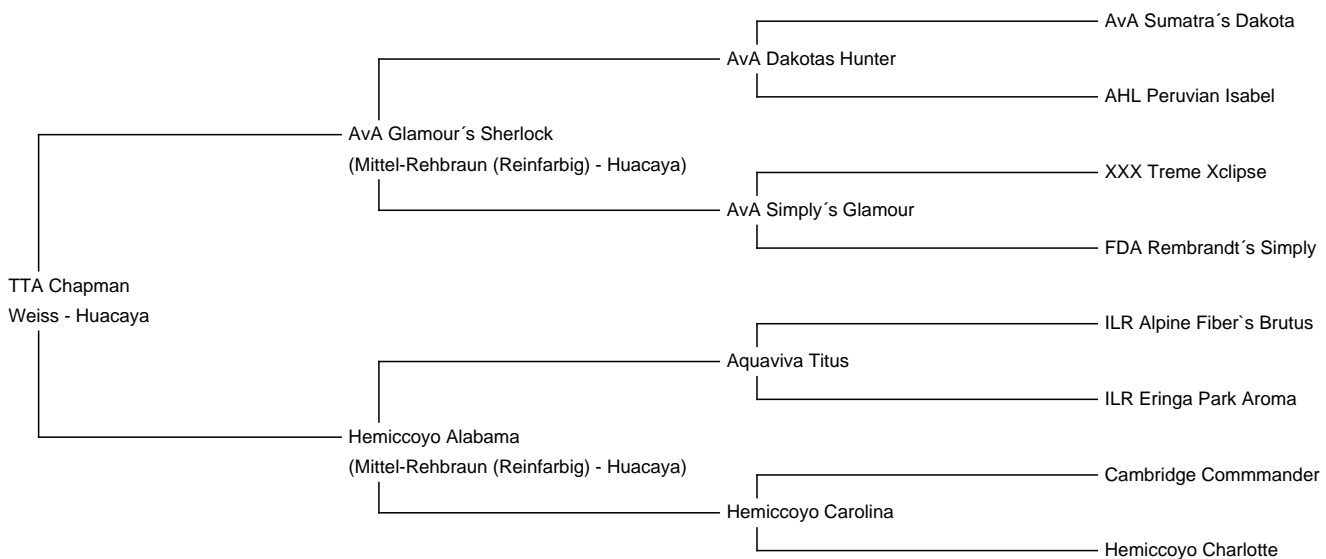 AvA Sumatra´s Dakota
AvA Dakotas Hunter
AHL Peruvian Isabel
AvA Glamour´s Sherlock
(Mittel-Rehbraun (Reinfarbig) - Huacaya)
XXX Treme Xclipse
AvA Simply´s Glamour
FDA Rembrandt´s Simply
TTA Chapman
Weiss - Huacaya
ILR Alpine Fiber`s Brutus
Aquaviva Titus
ILR Eringa Park Aroma
Hemiccoyo Alabama
(Mittel-Rehbraun (Reinfarbig) - Huacaya)
Cambridge Commmander
Hemiccoyo Carolina
Hemiccoyo Charlotte